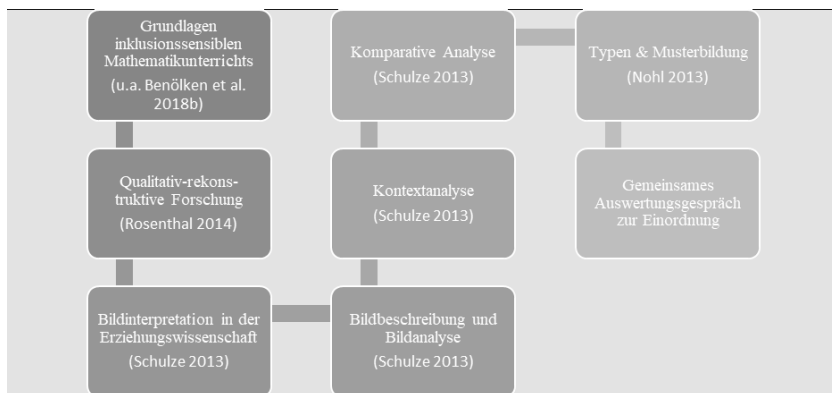 Grundlagen
inklusionssensiblen
Mathematikunterrichts
(u.a. Benölken et al.
2018b)
Qualitativ-rekons-
truktive Forschung
(Rosenthal 2014)
Bildinterpretation in der
Erziehungswissenschaft
(Schulze 2013)
Bildbeschreibung und
Bildanalyse
(Schulze 2013)
Kontextanalyse
(Schulze 2013)
Komparative Analyse
(Schulze 2013)
Typen & Musterbildung
(Nohl 2013)
Gemeinsames
Auswertungsgespräch
zur Einordnung